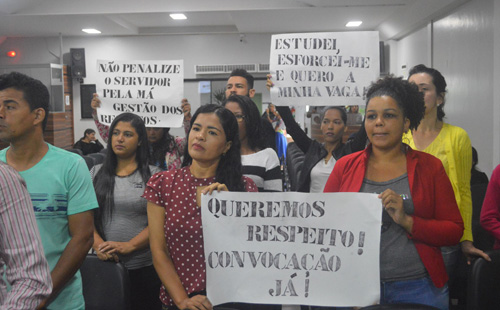 NÃO PENALIZE
O SERVIDOR
PELA MÁ
GESTÃO DOS
ESTUDEI,
ESFORCEI-ME
E QUERO A
MINHA VAGA!
QUEREMOS
RESPEITO!
CONVOCAÇÃO
JÁ!